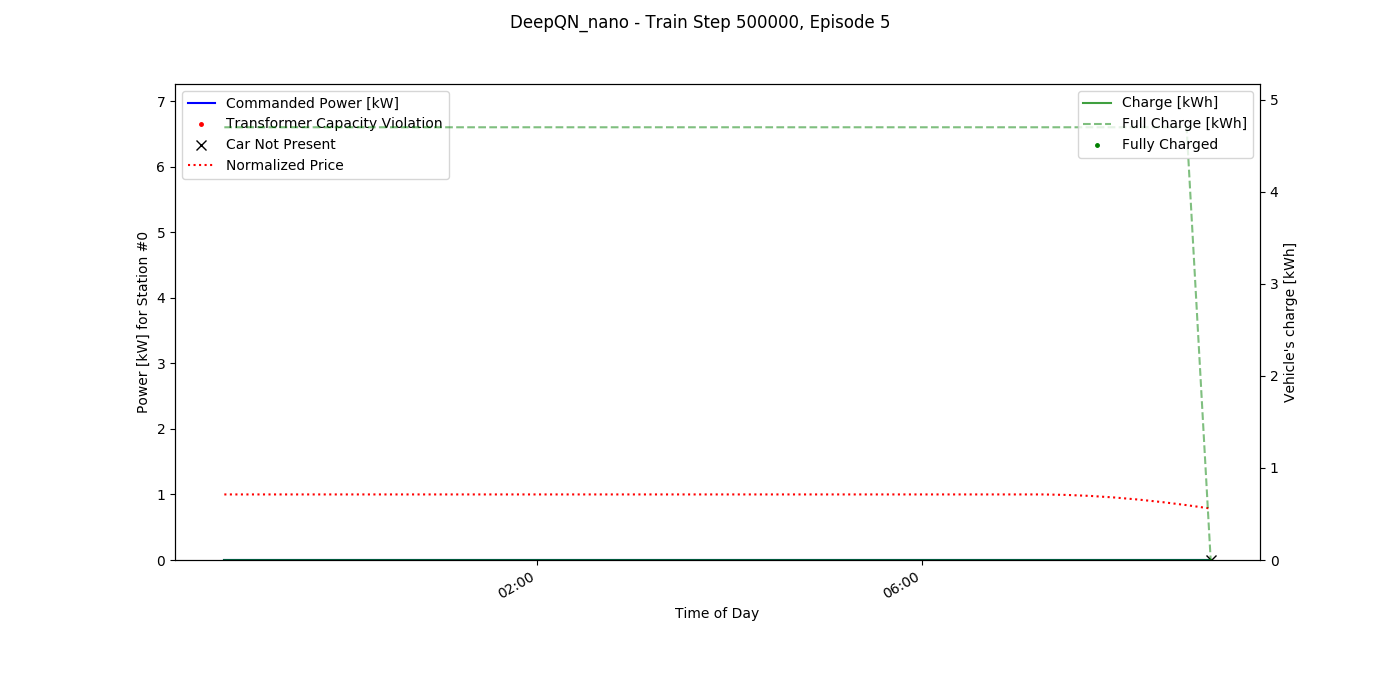 DeepQN_nano - Train Step 500000, Episode 5
Commanded Power [kW]
Transformer Capacity Violation
Car Not Present
Normalized Price
Charge [kWh]
Full Charge [kWh]
Fully Charged
Power [kW] for Station #0
7
6
5
4
3
2
1
0
5
4
3
2
1
0
Vehicle's charge [kWh]
02:00
06:00
Time of Day